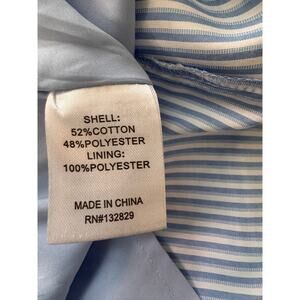 SHELL:
52%COTTON
48%POLYESTER
LINING:
100%POLYESTER
MADE IN CHINA
RN#132829